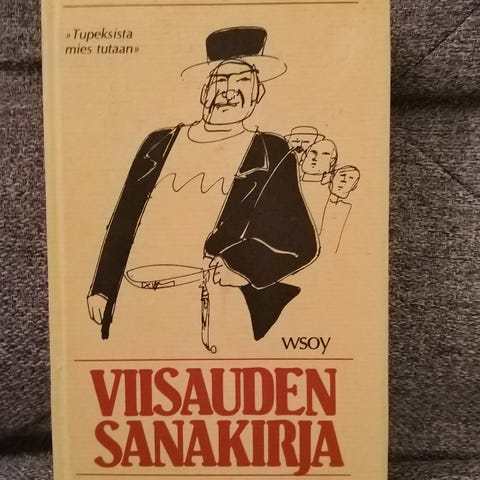 »Tupeksista
mies tutaan»
wsoy
VIISAUDEN
SANAKIRJA